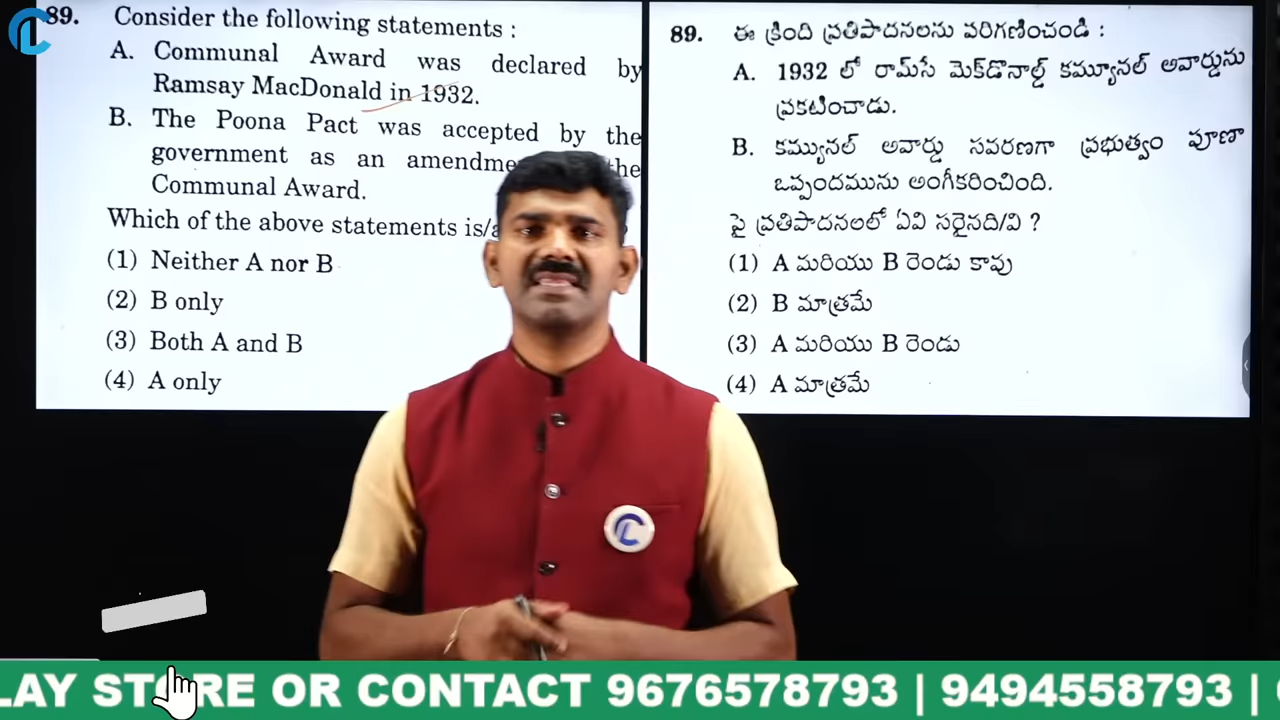 89. Consider the following statements :
A. Communal Award was declared by
Ramsay MacDonald in 1932.
B. The Poona Pact was accepted by the
government as an amendme the
Communal Award.
Which of the above statements is/a
(1) Neither A nor B
(2) B only
(3) Both A and B
(4) A only
89. ఈ క్రింది ప్రతిపాదనలను పరిగణించండి :
A. 1932 లో రామ్‌సే మెక్‌డొనాల్డ్ కమ్యూనల్ అవార్డును
ప్రకటించాడు.
B. కమ్యునల్ అవార్డు సవరణగా ప్రభుత్వం పూణా
ఒప్పందమును అంగీకరించింది.
పై ప్రతిపాదనలలో ఏవి సరైనది/వి ?
(1) A మరియు B రెండు కావు
(2) B మాత్రమే
(3) A మరియు B రెండు
(4) A మాత్రమే
LAY STORE OR CONTACT 9676578793 | 9494558793 |